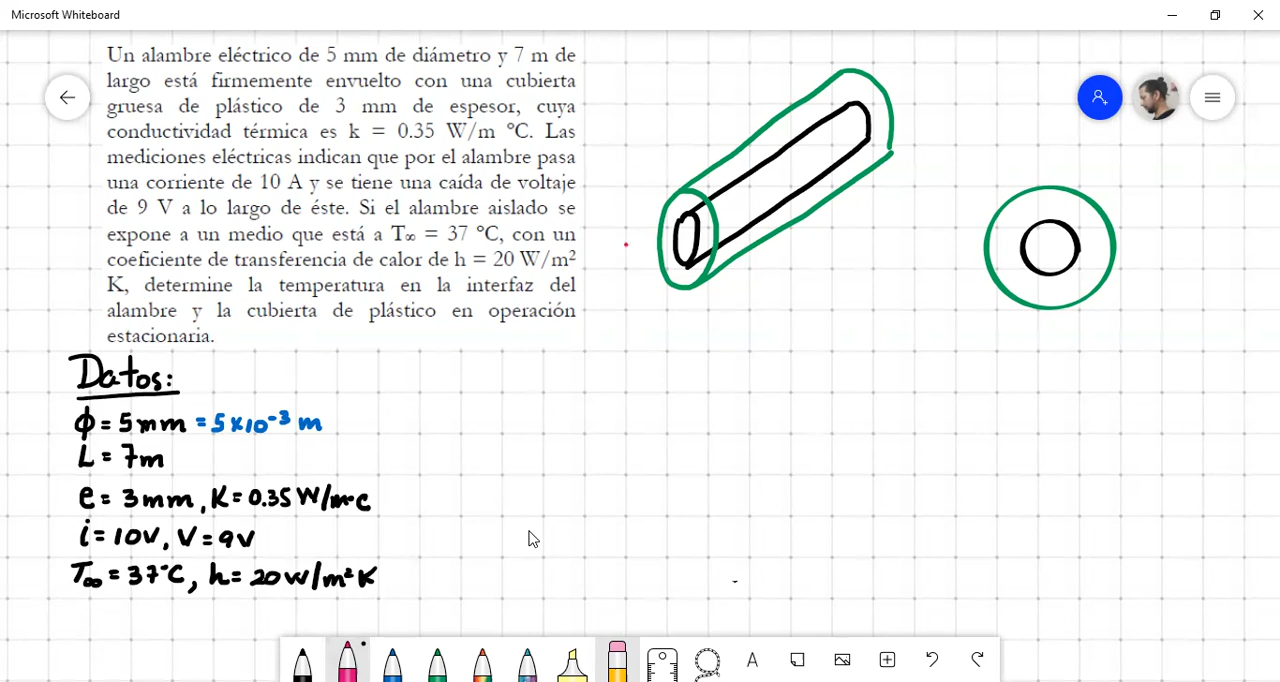 Microsoft Whiteboard
Un alambre eléctrico de 5 mm de diámetro y 7 m de
largo está firmemente envuelto con una cubierta
gruesa de plástico de 3 mm de espesor, cuya
conductividad térmica es k = 0.35 W/m ºC. Las
mediciones eléctricas indican que por el alambre pasa
una corriente de 10 A y se tiene una caída de voltaje
de 9 V a lo largo de éste. Si el alambre aislado se
expone a un medio que está a T∞ = 37 ºC, con un
coeficiente de transferencia de calor de h = 20 W/m²
K, determine la temperatura en la interfaz del
alambre y la cubierta de plástico en operación
estacionaria.
Datos:
ϕ = 5mm = 5x10⁻³ m
L = 7m
e = 3mm, K = 0.35 W/m°C
i = 10V, V = 9V
T∞ = 37°C, h = 20 W/m²K
A